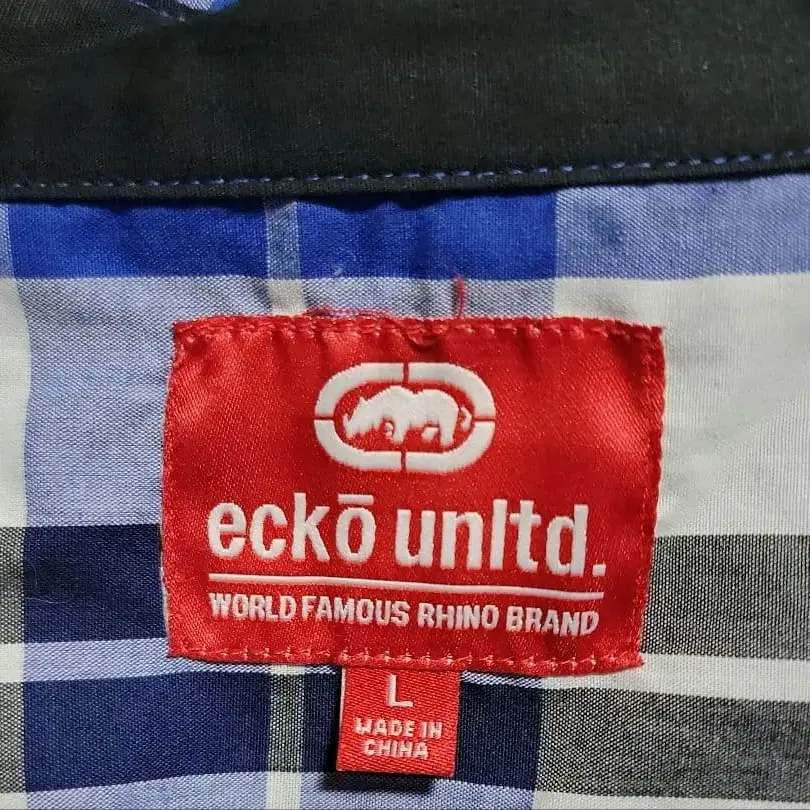 eckō unltd.
WORLD FAMOUS RHINO BRAND
L
MADE IN
CHINA